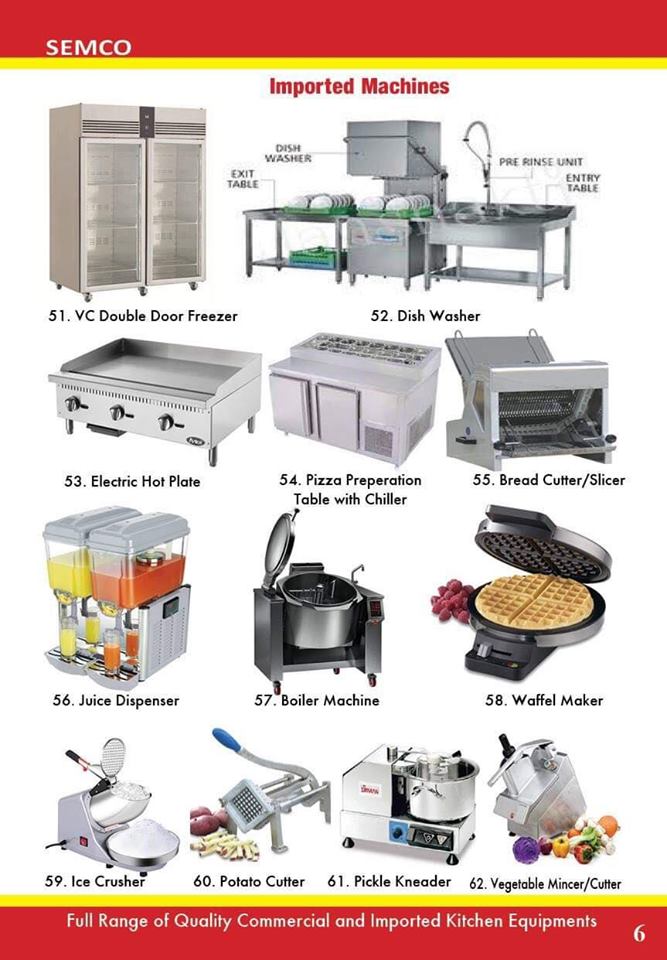 SEMCO
Imported Machines
DISH
WASHER
EXIT
TABLE
PRE RINSE UNIT
ENTRY
TABLE
51. VC Double Door Freezer
52. Dish Washer
53. Electric Hot Plate
54. Pizza Preperation
Table with Chiller
55. Bread Cutter/Slicer
56. Juice Dispenser
57. Boiler Machine
58. Waffel Maker
59. Ice Crusher
60. Potato Cutter
61. Pickle Kneader
62. Vegetable Mincer/Cutter
Full Range of Quality Commercial and Imported Kitchen Equipments
6